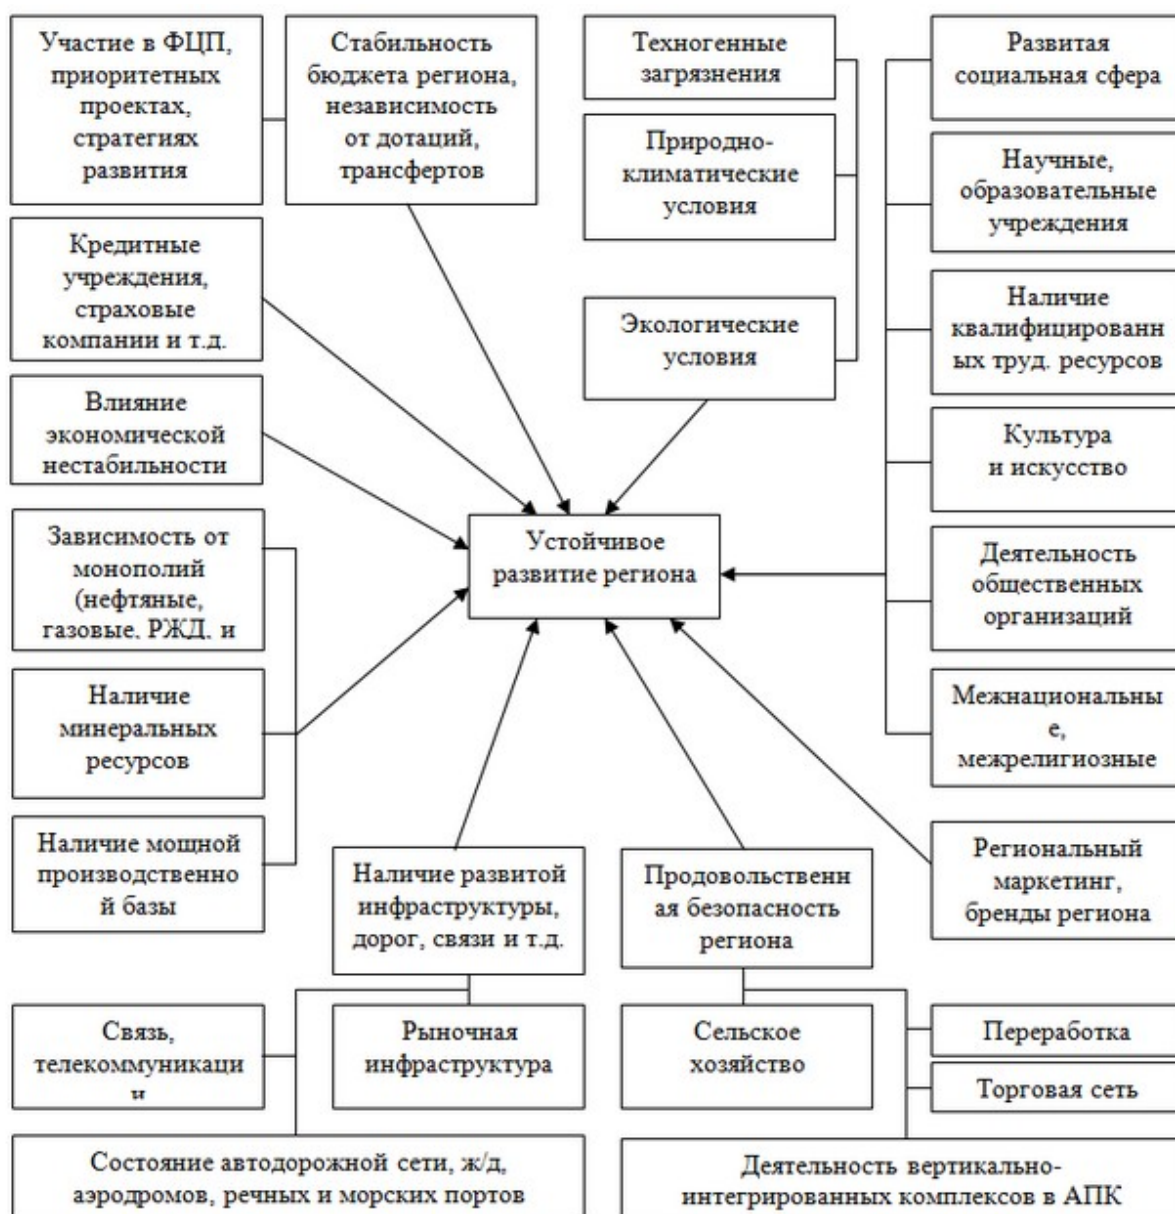 Участие в ФЦП,
приоритетных
проектах,
стратегиях
развития
Стабильность
бюджета региона,
независимость
от дотаций,
трансфертов
Техногенные
загрязнения
Развитая
социальная сфера
Природно-
климатические
условия
Научные,
образовательные
учреждения
Кредитные
учреждения,
страховые
компании и т.д.
Экологические
условия
Наличие
квалифицированн
ых труд. ресурсов
Влияние
экономической
нестабильности
Культура
и искусство
Зависимость от
монополий
(нефтяные,
газовые, РЖД, и
Устойчивое
развитие региона
Деятельность
общественных
организаций
Наличие
минеральных
ресурсов
Межнациональны
е,
межрелигиозные
Наличие мощной
производственно
й базы
Наличие развитой
инфраструктуры,
дорог, связи и т.д.
Продовольственн
ая безопасность
региона
Региональный
маркетинг,
бренды региона
Связь,
телекоммуникаци
и
Рыночная
инфраструктура
Сельское
хозяйство
Переработка
Торговая сеть
Состояние автодорожной сети, ж/д,
аэродромов, речных и морских портов
Деятельность вертикально-
интегрированных комплексов в АПК